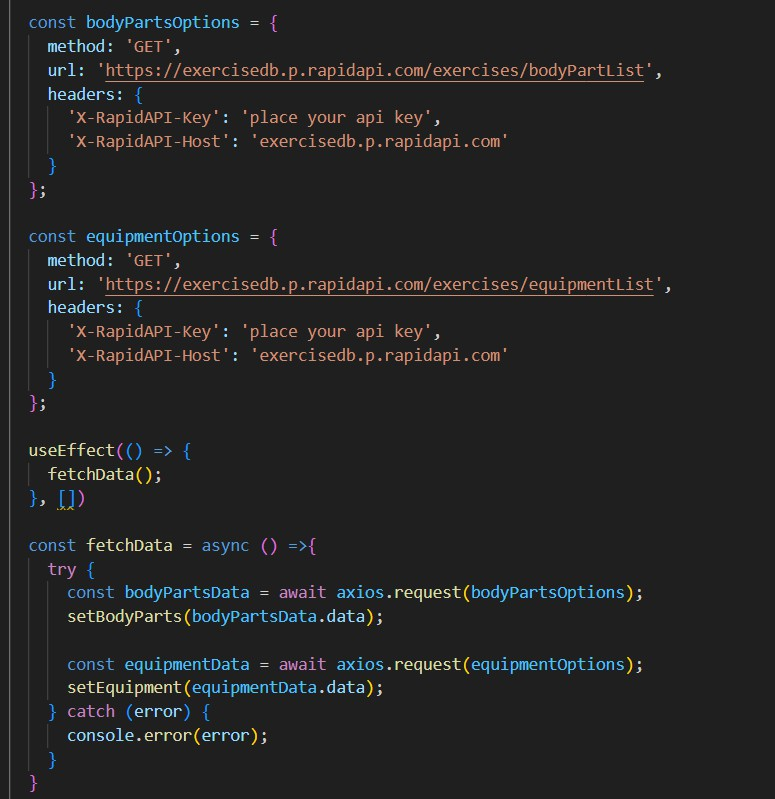 const bodyPartsOptions = {
  method: 'GET',
  url: 'https://exercisedb.p.rapidapi.com/exercises/bodyPartList',
  headers: {
    'X-RapidAPI-Key': 'place your api key',
    'X-RapidAPI-Host': 'exercisedb.p.rapidapi.com'
  }
};

const equipmentOptions = {
  method: 'GET',
  url: 'https://exercisedb.p.rapidapi.com/exercises/equipmentList',
  headers: {
    'X-RapidAPI-Key': 'place your api key',
    'X-RapidAPI-Host': 'exercisedb.p.rapidapi.com'
  }
};

useEffect(() => {
  fetchData();
}, [])

const fetchData = async () =>{
  try {
    const bodyPartsData = await axios.request(bodyPartsOptions);
    setBodyParts(bodyPartsData.data);

    const equipmentData = await axios.request(equipmentOptions);
    setEquipment(equipmentData.data);
  } catch (error) {
    console.error(error);
  }
}